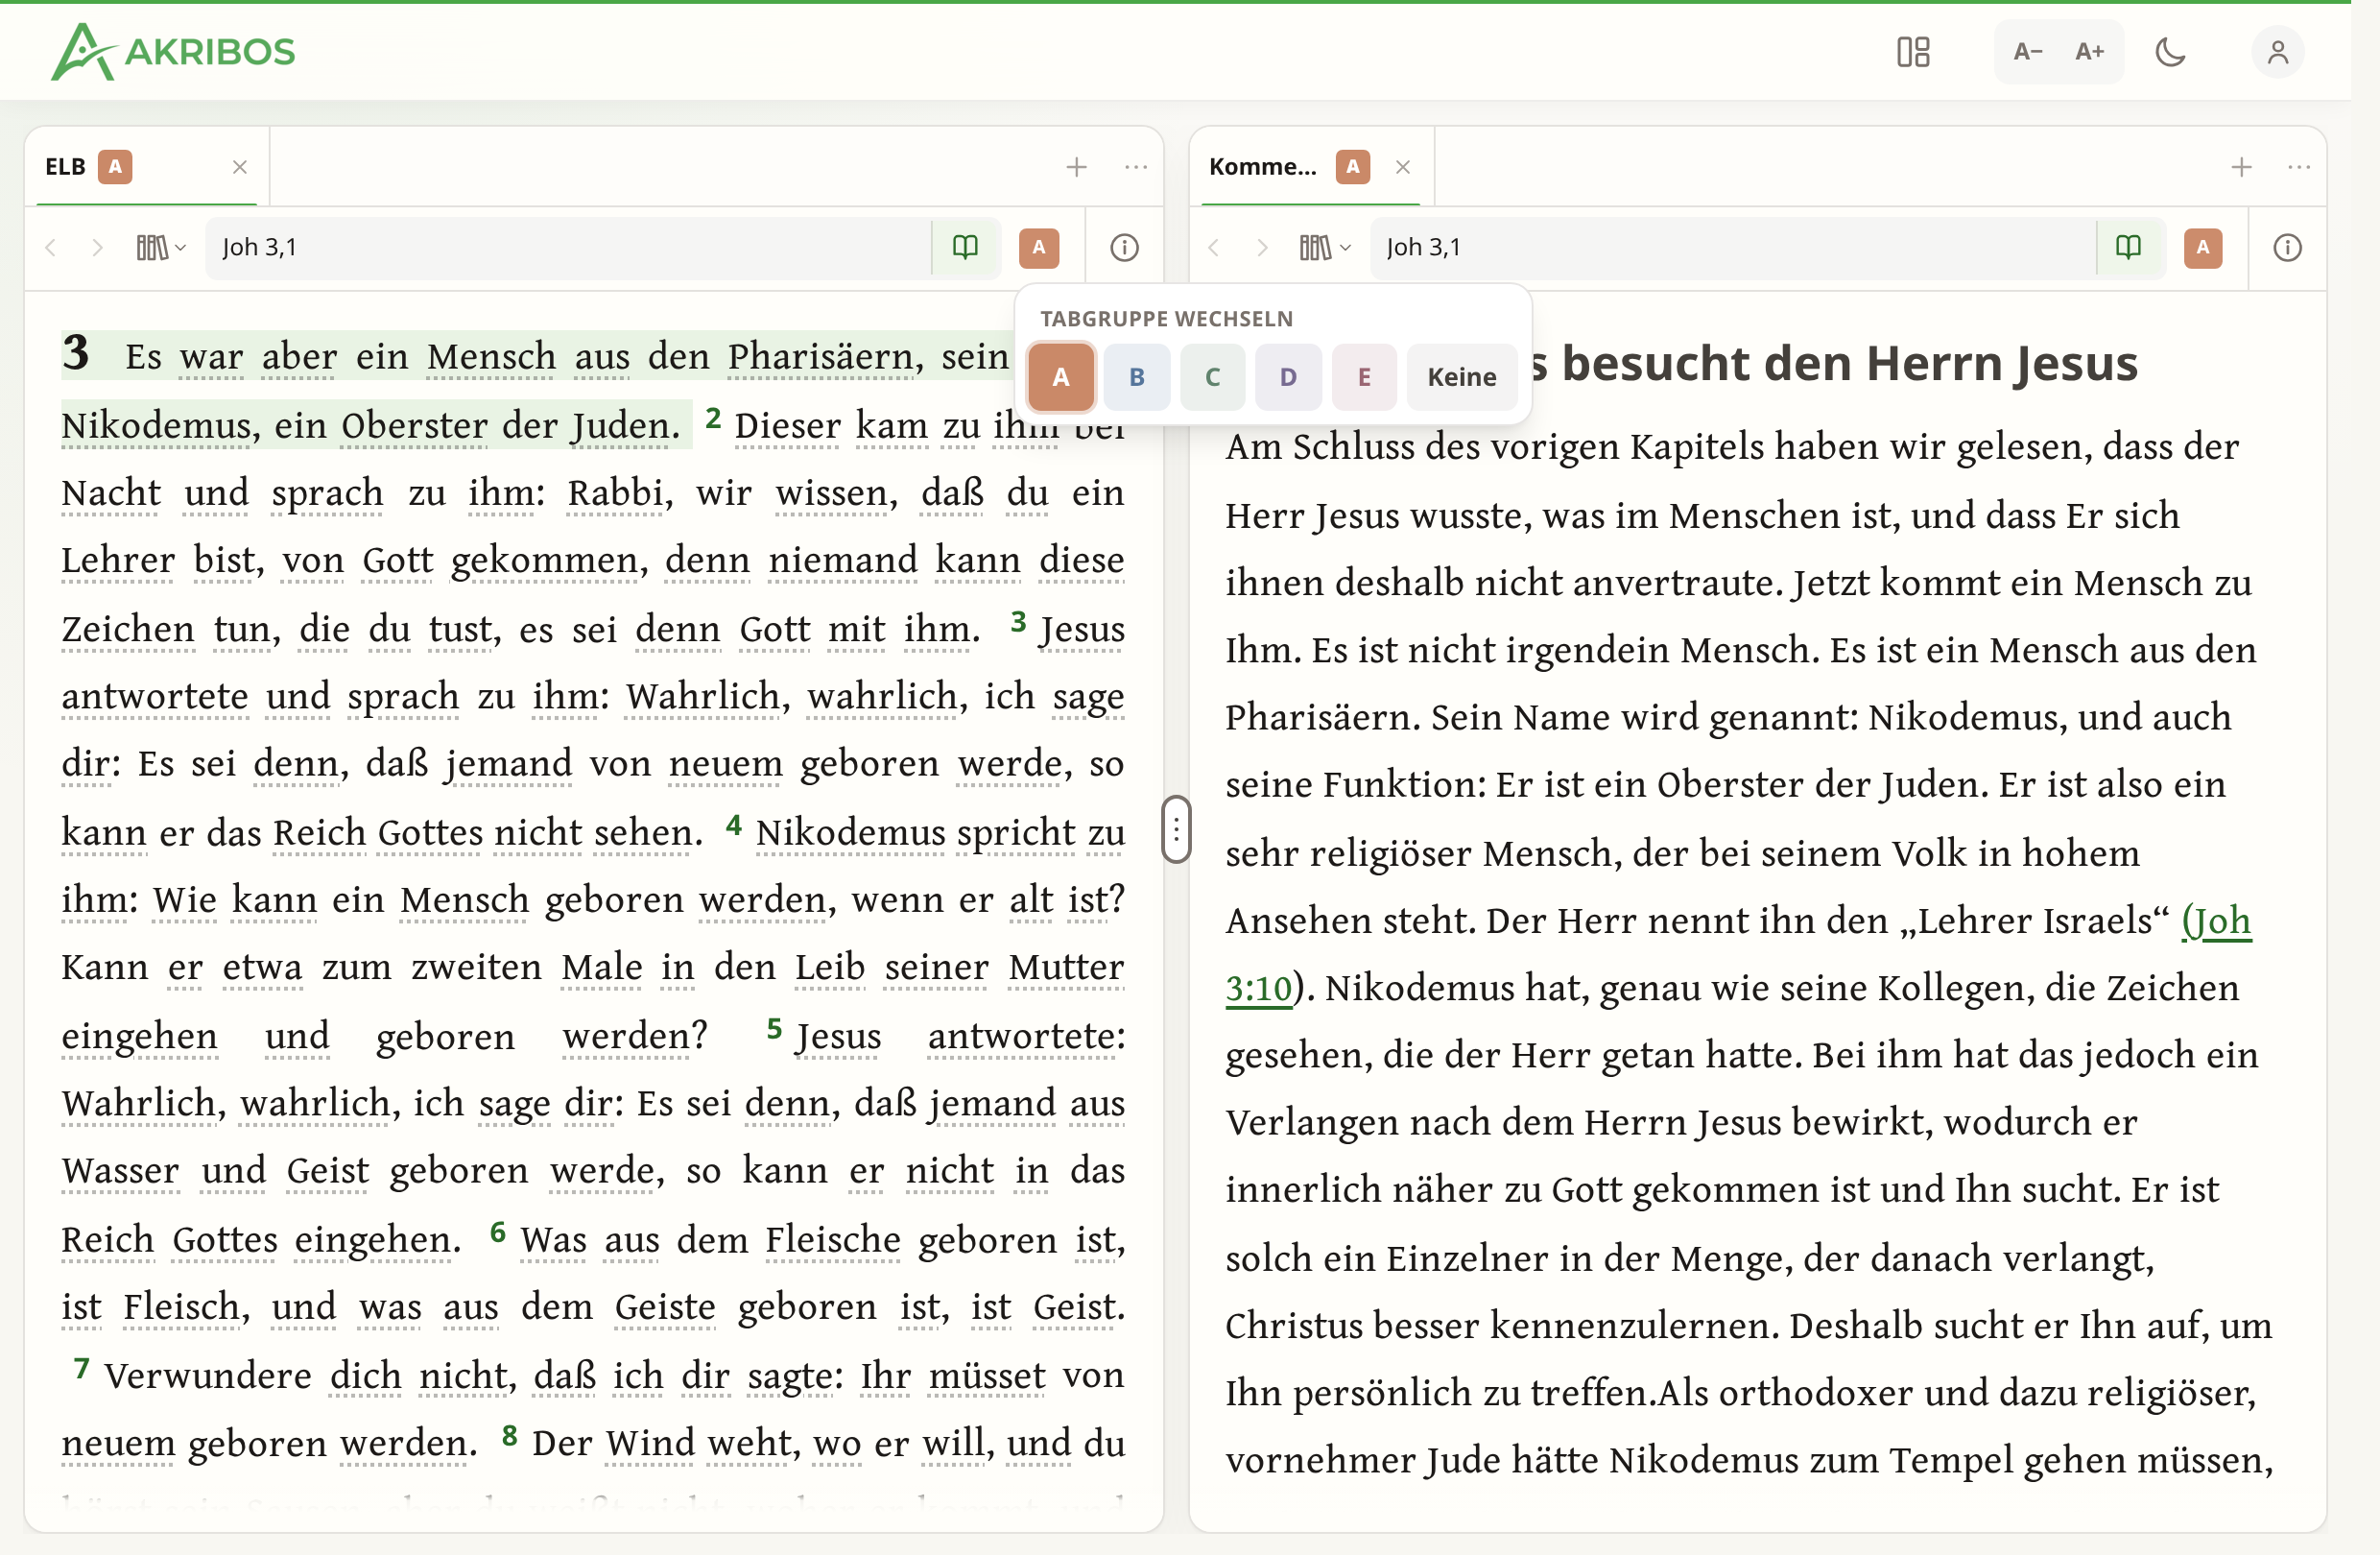 AKRIBOS
A− A+
ELB A
Joh 3,1 A
3 Es war aber ein Mensch aus den Pharisäern, sein
Nikodemus, ein Oberster der Juden. 2 Dieser kam zu ihm bei
Nacht und sprach zu ihm: Rabbi, wir wissen, daß du ein
Lehrer bist, von Gott gekommen, denn niemand kann diese
Zeichen tun, die du tust, es sei denn Gott mit ihm. 3 Jesus
antwortete und sprach zu ihm: Wahrlich, wahrlich, ich sage
dir: Es sei denn, daß jemand von neuem geboren werde, so
kann er das Reich Gottes nicht sehen. 4 Nikodemus spricht zu
ihm: Wie kann ein Mensch geboren werden, wenn er alt ist?
Kann er etwa zum zweiten Male in den Leib seiner Mutter
eingehen und geboren werden? 5 Jesus antwortete:
Wahrlich, wahrlich, ich sage dir: Es sei denn, daß jemand aus
Wasser und Geist geboren werde, so kann er nicht in das
Reich Gottes eingehen. 6 Was aus dem Fleische geboren ist,
ist Fleisch, und was aus dem Geiste geboren ist, ist Geist.
7 Verwundere dich nicht, daß ich dir sagte: Ihr müsset von
neuem geboren werden. 8 Der Wind weht, wo er will, und du
TABGRUPPE WECHSELN
A B C D E Keine
Komme... A
Joh 3,1 A
s besucht den Herrn Jesus
Am Schluss des vorigen Kapitels haben wir gelesen, dass der
Herr Jesus wusste, was im Menschen ist, und dass Er sich
ihnen deshalb nicht anvertraute. Jetzt kommt ein Mensch zu
Ihm. Es ist nicht irgendein Mensch. Es ist ein Mensch aus den
Pharisäern. Sein Name wird genannt: Nikodemus, und auch
seine Funktion: Er ist ein Oberster der Juden. Er ist also ein
sehr religiöser Mensch, der bei seinem Volk in hohem
Ansehen steht. Der Herr nennt ihn den „Lehrer Israels“ (Joh
3:10). Nikodemus hat, genau wie seine Kollegen, die Zeichen
gesehen, die der Herr getan hatte. Bei ihm hat das jedoch ein
Verlangen nach dem Herrn Jesus bewirkt, wodurch er
innerlich näher zu Gott gekommen ist und Ihn sucht. Er ist
solch ein Einzelner in der Menge, der danach verlangt,
Christus besser kennenzulernen. Deshalb sucht er Ihn auf, um
Ihn persönlich zu treffen.Als orthodoxer und dazu religiöser,
vornehmer Jude hätte Nikodemus zum Tempel gehen müssen,